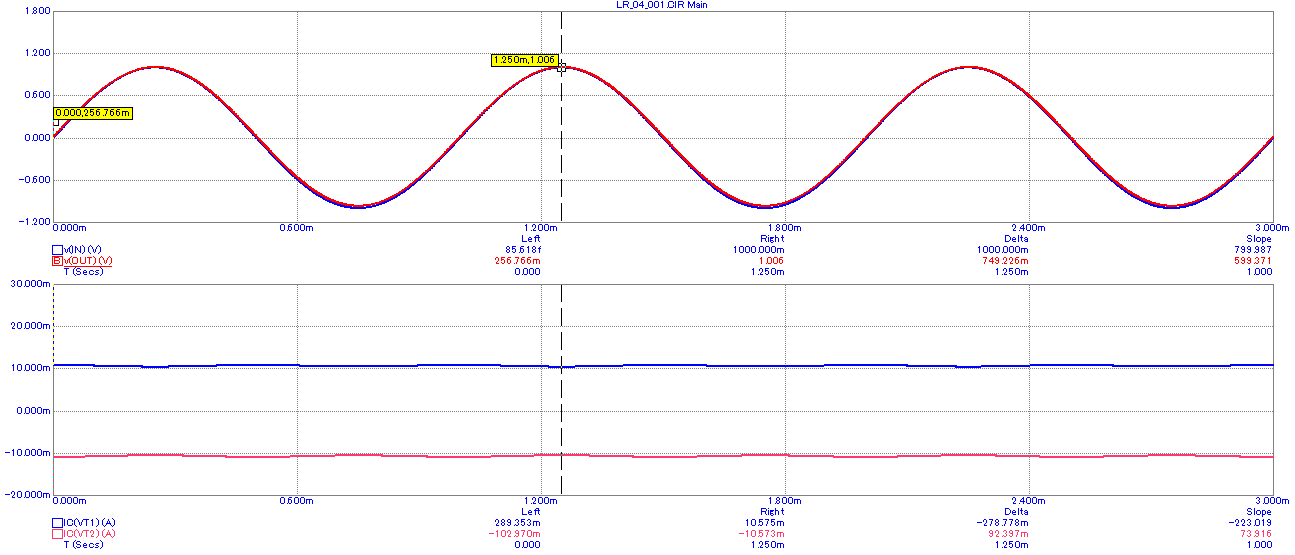 LR_04_001.CIR Main
1.800
1.200
1.250m,1.006
0.600
0.000,256.766m
0.000
-0.600
-1.200
0.000m 0.600m 1.200m 1.800m 2.400m 3.000m
Left Right Delta Slope
v(IN) (V) 85.618f 1000.000m 1000.000m 799.987
B v(OUT) (V) 256.766m 1.006 749.226m 599.371
T (Secs) 0.000 1.250m 1.250m 1.000
30.000m
20.000m
10.000m
0.000m
-10.000m
-20.000m
0.000m 0.600m 1.200m 1.800m 2.400m 3.000m
Left Right Delta Slope
IC(VT1) (A) 289.353m 10.575m -278.778m -223.019
IC(VT2) (A) -102.970m -10.573m 92.397m 73.916
T (Secs) 0.000 1.250m 1.250m 1.000